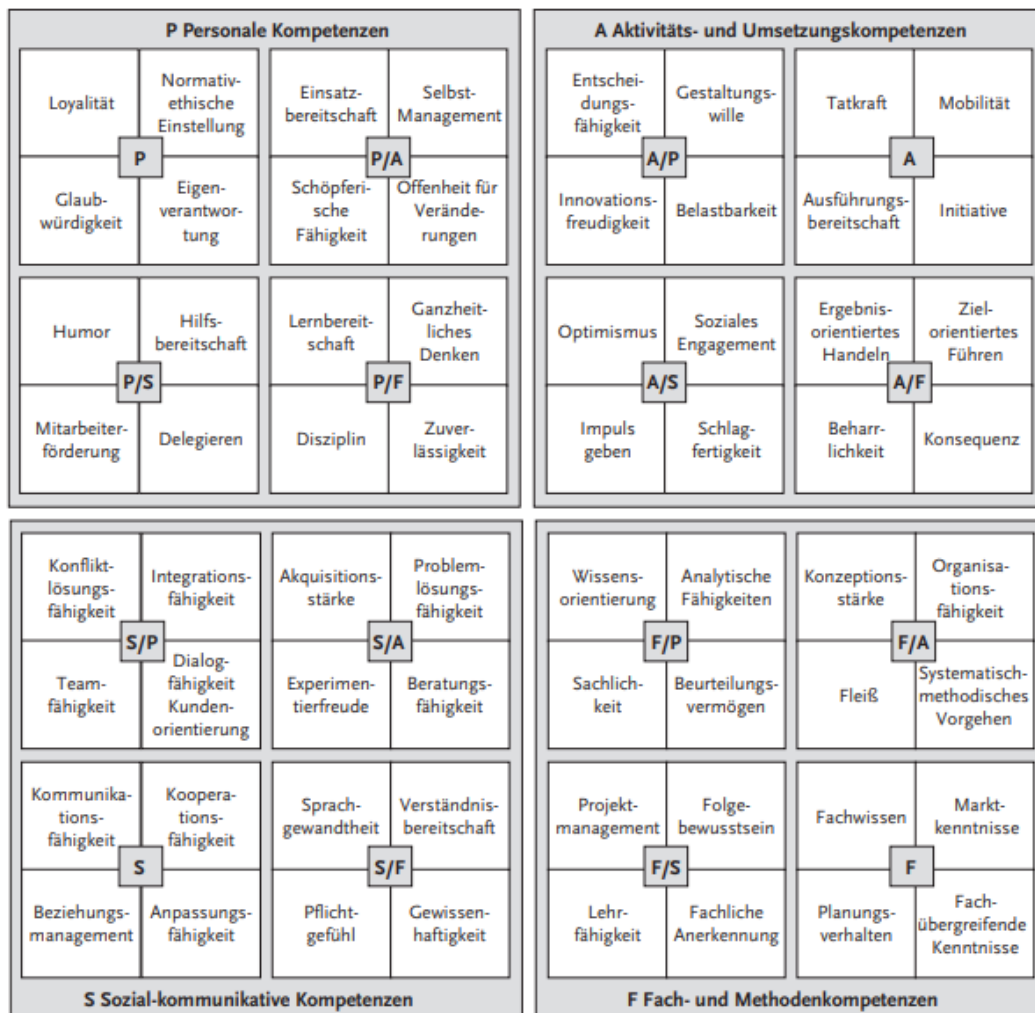 P Personale Kompetenzen
Loyalität
Normativ-
ethische
Einstellung
P
Glaub-
würdigkeit
Eigen-
verantwor-
tung
Einsatz-
bereitschaft
Selbst-
Management
P/A
Schöpferi-
sche
Fähigkeit
Offenheit für
Verände-
rungen
Humor
Hilfs-
bereitschaft
P/S
Mitarbeiter-
förderung
Delegieren
Lernbereit-
schaft
Ganzheit-
liches
Denken
P/F
Disziplin
Zuver-
lässigkeit
A Aktivitäts- und Umsetzungskompetenzen
Entschei-
dungs-
fähigkeit
Gestaltungs-
wille
A/P
Innovations-
freudigkeit
Belastbarkeit
Tatkraft
Mobilität
A
Ausführungs-
bereitschaft
Initiative
Optimismus
Soziales
Engagement
A/S
Impuls
geben
Schlag-
fertigkeit
Ergebnis-
orientiertes
Handeln
Ziel-
orientiertes
Führen
A/F
Beharr-
lichkeit
Konsequenz
Konflikt-
lösungs-
fähigkeit
Integrations-
fähigkeit
S/P
Team-
fähigkeit
Dialog-
fähigkeit
Kunden-
orientierung
Akquisitions-
stärke
Problem-
lösungs-
fähigkeit
S/A
Experimen-
tierfreude
Beratungs-
fähigkeit
Kommunika-
tions-
fähigkeit
Koopera-
tions-
fähigkeit
S
Beziehungs-
management
Anpassungs-
fähigkeit
Sprach-
gewandtheit
Verständnis-
bereitschaft
S/F
Pflicht-
gefühl
Gewissen-
haftigkeit
S Sozial-kommunikative Kompetenzen
Wissens-
orientierung
Analytische
Fähigkeiten
F/P
Sachlich-
keit
Beurteilungs-
vermögen
Konzeptions-
stärke
Organisa-
tions-
fähigkeit
F/A
Fleiß
Systematisch-
methodisches
Vorgehen
Projekt-
management
Folge-
bewusstsein
F/S
Lehr-
fähigkeit
Fachliche
Anerkennung
Fachwissen
Markt-
kenntnisse
F
Planungs-
verhalten
Fach-
übergreifende
Kenntnisse
F Fach- und Methodenkompetenzen